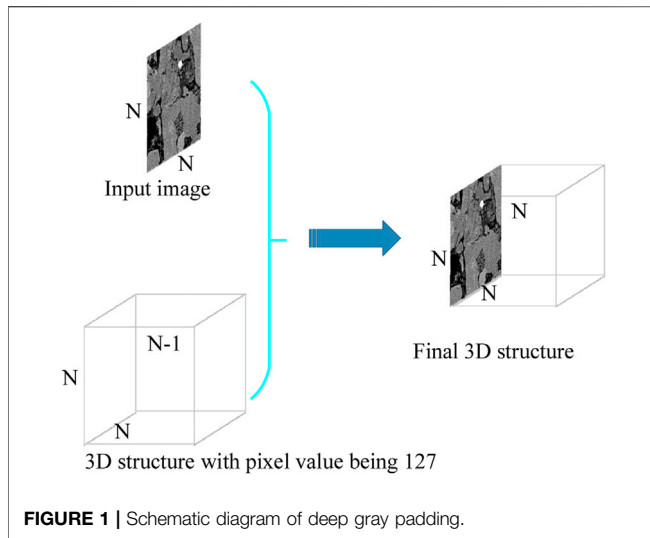 N
N
Input image
N-1
N
N
3D structure with pixel value being 127
N
N
N
Final 3D structure
FIGURE 1 | Schematic diagram of deep gray padding.